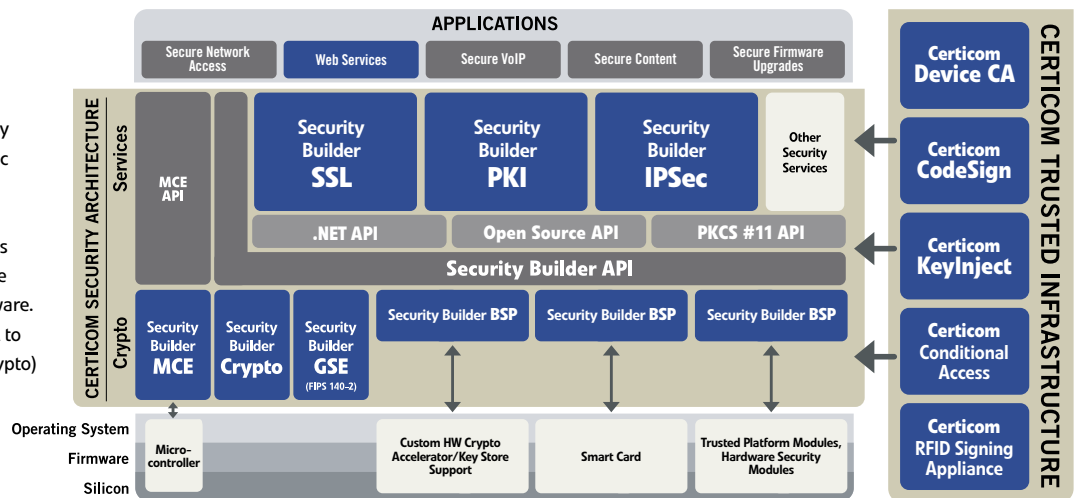 y
c
s
e
vare.
to
ypto)
APPLICATIONS
Secure Network
Access
Web Services
Secure VoIP
Secure Content
Secure Firmware
Upgrades
CERTICOM SECURITY ARCHITECTURE
Services
MCE
API
Security
Builder
SSL
Security
Builder
PKI
Security
Builder
IPSec
Other
Security
Services
.NET API
Open Source API
PKCS #11 API
Security Builder API
Crypto
Security
Builder
MCE
Security
Builder
Crypto
Security
Builder
GSE
(FIPS 140-2)
Security Builder BSP
Security Builder BSP
Security Builder BSP
Operating System
Firmware
Silicon
Micro-
controller
Custom HW Crypto
Accelerator/Key Store
Support
Smart Card
Trusted Platform Modules,
Hardware Security
Modules
Certicom
Device CA
Certicom
CodeSign
Certicom
KeyInject
Certicom
Conditional
Access
Certicom
RFID Signing
Appliance
CERTICOM TRUSTED INFRASTRUCTURE